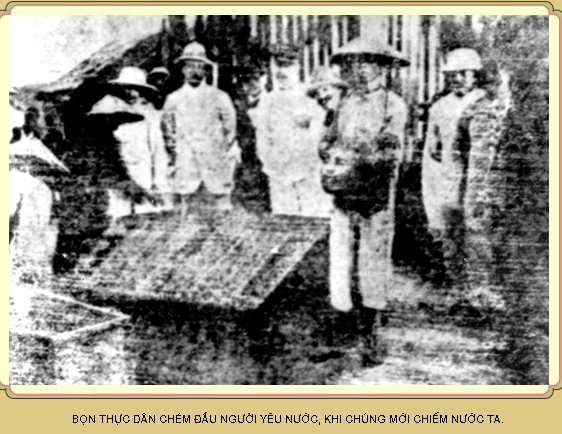 BỌN THỰC DÂN CHÉM ĐẦU NGƯỜI YÊU NƯỚC, KHI CHÚNG MỚI CHIẾM NƯỚC TA.